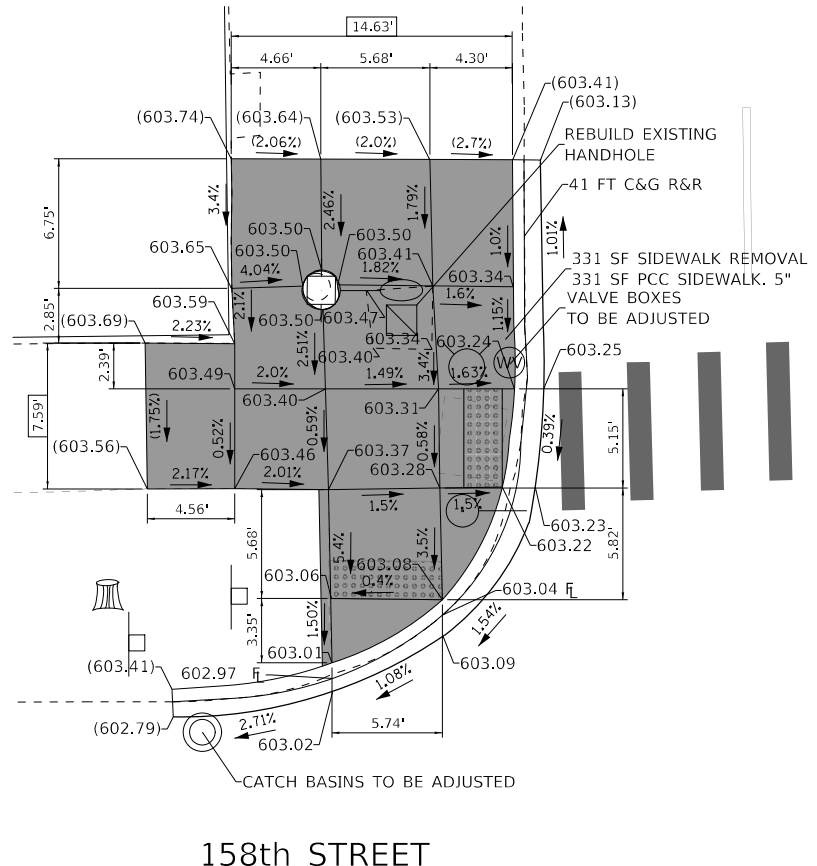 14.63'
4.66' 5.68' 4.30'
(603.41)
(603.13)
(603.74) (603.64) (603.53)
(2.06%) (2.0%) (2.7%)
REBUILD EXISTING
HANDHOLE
41 FT C&G R&R
6.75'
3.4% 2.46% 1.79% 1.0% 1.01%
603.65
603.50
603.50 603.50 603.41
4.04% 1.82%
603.34
331 SF SIDEWALK REMOVAL
331 SF PCC SIDEWALK. 5"
VALVE BOXES
TO BE ADJUSTED
2.85'
603.59
2.1% 1.6% 1.15%
603.50 603.47
(603.69)
2.23%
2.51% 603.40 603.34 603.24
3.4%
WV
603.25
2.39'
603.49
2.0% 1.49% 1.63%
603.40 603.31
7.59'
(1.75%) 0.52% 0.59% 0.58% 0.39%
5.15'
(603.56) 603.46 603.37
603.28
2.17% 2.01%
1.5% 1.5%
603.23
603.22
4.56'
5.68'
5.4% 3.5%
5.82'
603.06 603.08
0.4%
603.04 FL
3.35'
1.50% 1.54%
603.01
603.09
(603.41) 602.97 FL
1.08%
(602.79)
2.71%
5.74'
603.02
CATCH BASINS TO BE ADJUSTED
158th STREET